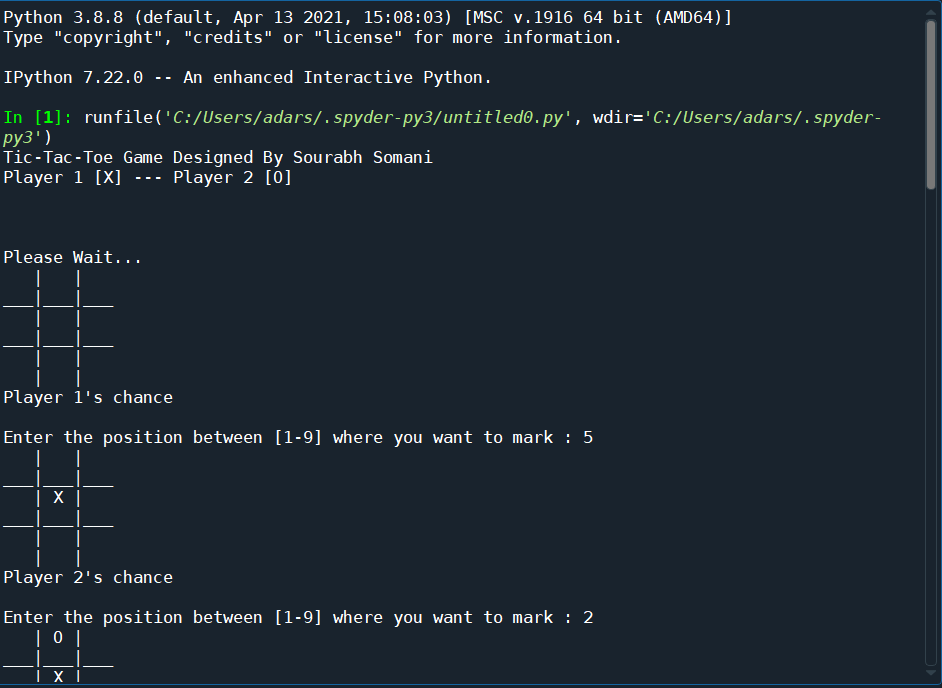 Python 3.8.8 (default, Apr 13 2021, 15:08:03) [MSC v.1916 64 bit (AMD64)]
Type "copyright", "credits" or "license" for more information.

IPython 7.22.0 -- An enhanced Interactive Python.

In [1]: runfile('C:/Users/adars/.spyder-py3/untitled0.py', wdir='C:/Users/adars/.spyder-
py3')
Tic-Tac-Toe Game Designed By Sourabh Somani
Player 1 [X] --- Player 2 [O]

Please Wait...
   |   |
___|___|___
   |   |
___|___|___
   |   |
   |   |
Player 1's chance

Enter the position between [1-9] where you want to mark : 5
   |   |
___|___|___
   | X |
___|___|___
   |   |
   |   |
Player 2's chance

Enter the position between [1-9] where you want to mark : 2
   | O |
___|___|___
   | X |